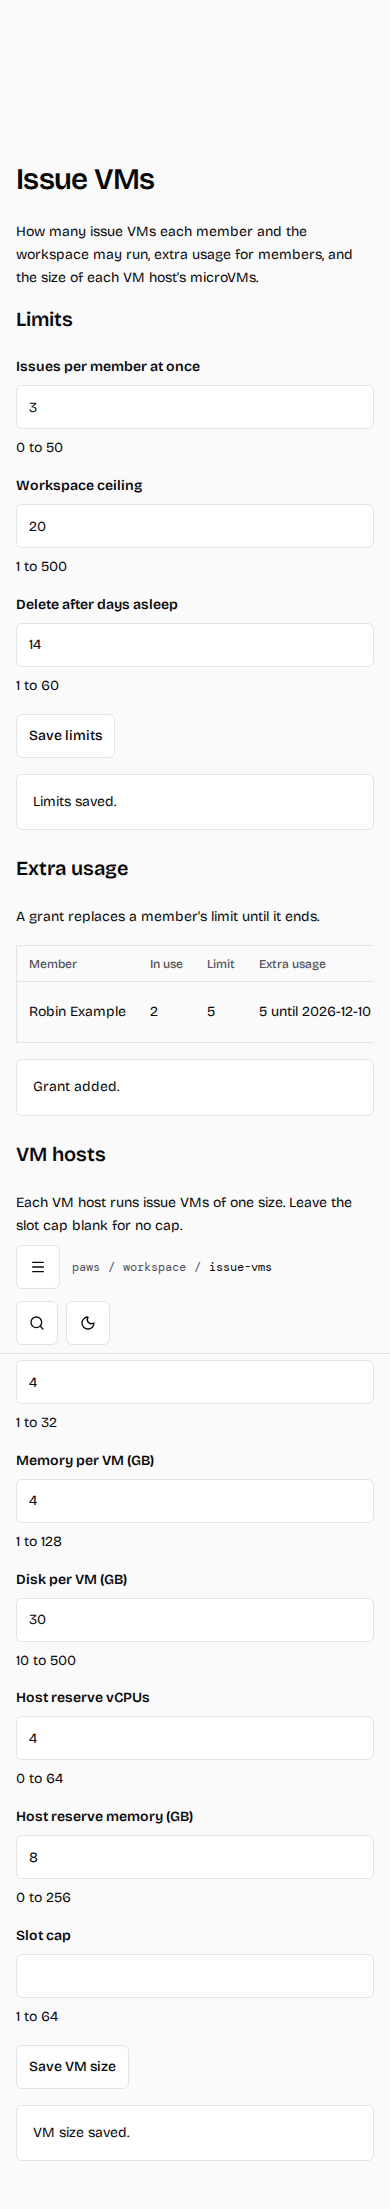 Issue VMs
How many issue VMs each member and the
workspace may run, extra usage for members, and
the size of each VM host's microVMs.
Limits
Issues per member at once
3
0 to 50
Workspace ceiling
20
1 to 500
Delete after days asleep
14
1 to 60
Save limits
Limits saved.
Extra usage
A grant replaces a member's limit until it ends.
Member In use Limit Extra usage
Robin Example 2 5 5 until 2026-12-10
Grant added.
VM hosts
Each VM host runs issue VMs of one size. Leave the
slot cap blank for no cap.
paws / workspace / issue-vms
4
1 to 32
Memory per VM (GB)
4
1 to 128
Disk per VM (GB)
30
10 to 500
Host reserve vCPUs
4
0 to 64
Host reserve memory (GB)
8
0 to 256
Slot cap
1 to 64
Save VM size
VM size saved.